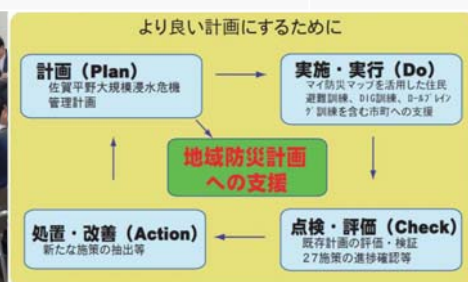 より良い計画にするために
計画（Plan）
佐賀平野大規模浸水危機
管理計画
実施・実行（Do）
マイ防災マップを活用した住民
避難訓練、DIG訓練、ﾛｰﾙﾌﾟﾚｲﾝ
ｸﾞ訓練を含む市町への支援
地域防災計画
への支援
処置・改善（Action）
新たな施策の抽出等
点検・評価（Check）
既存計画の評価・検証
27施策の進捗確認等